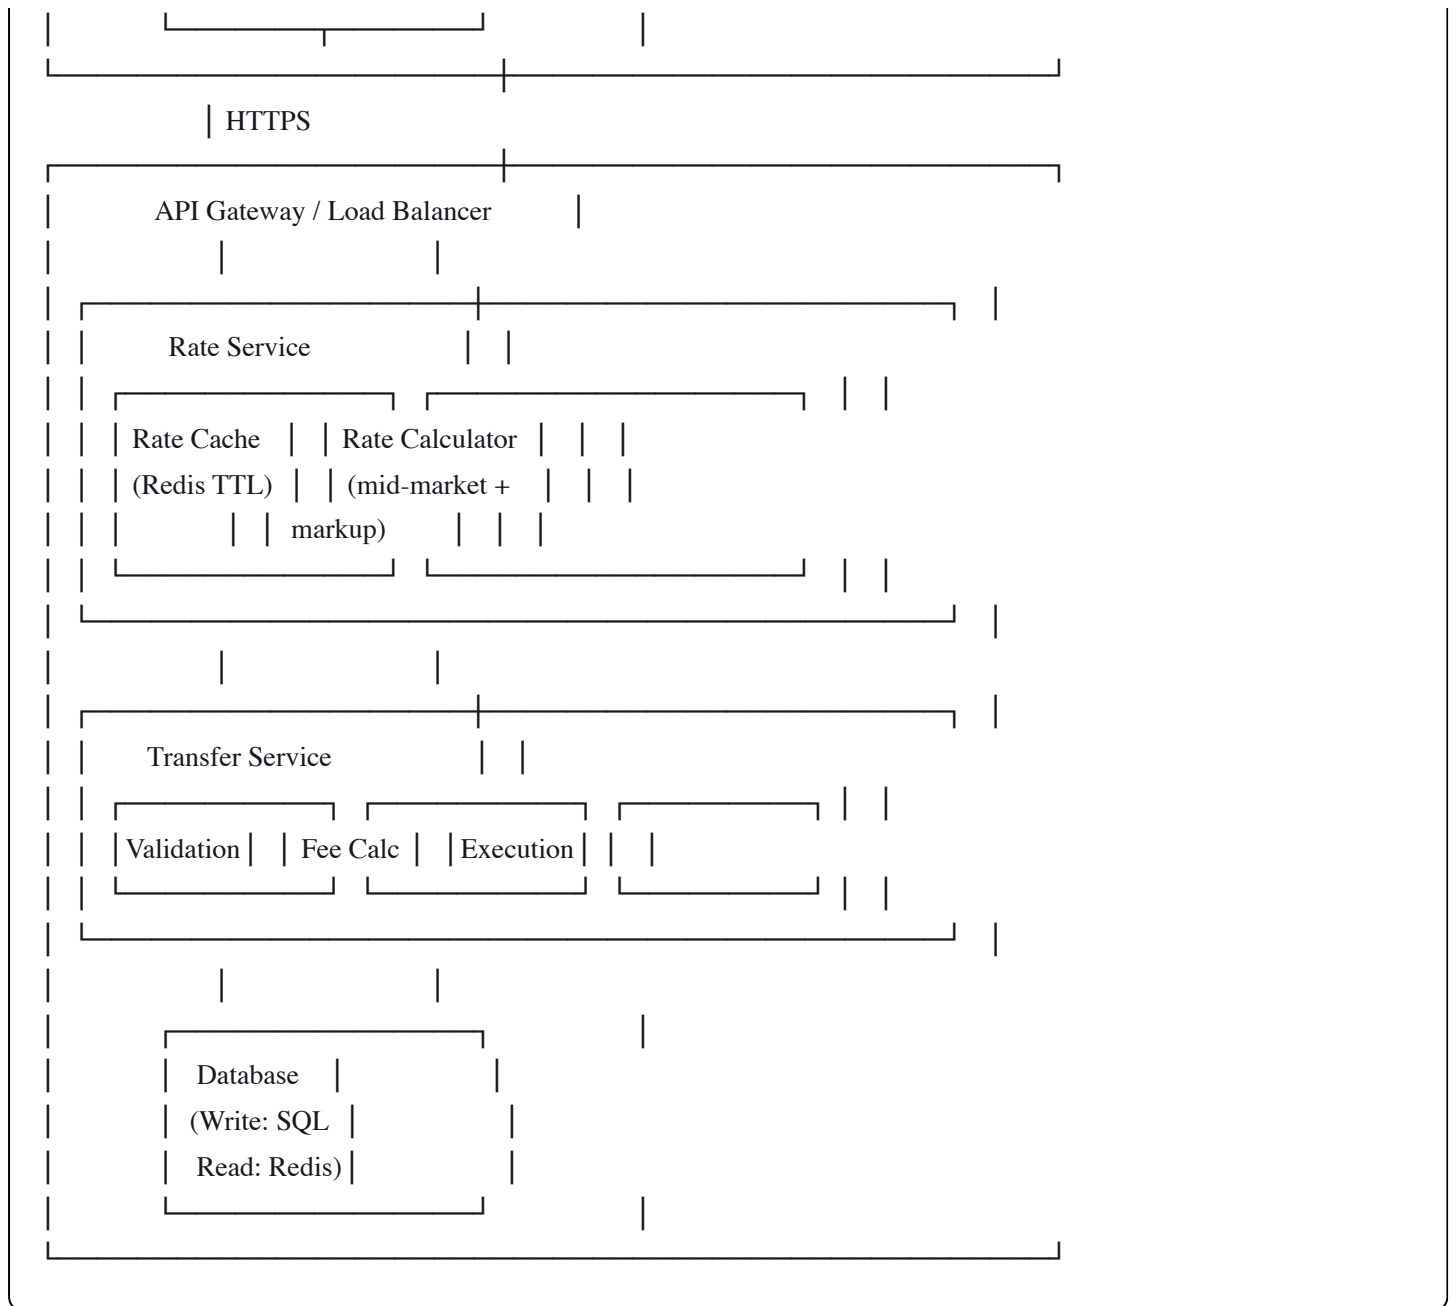 HTTPS
API Gateway / Load Balancer
Rate Service
Rate Cache Rate Calculator
(Redis TTL) (mid-market +
markup)
Transfer Service
Validation Fee Calc Execution
Database
(Write: SQL
Read: Redis)